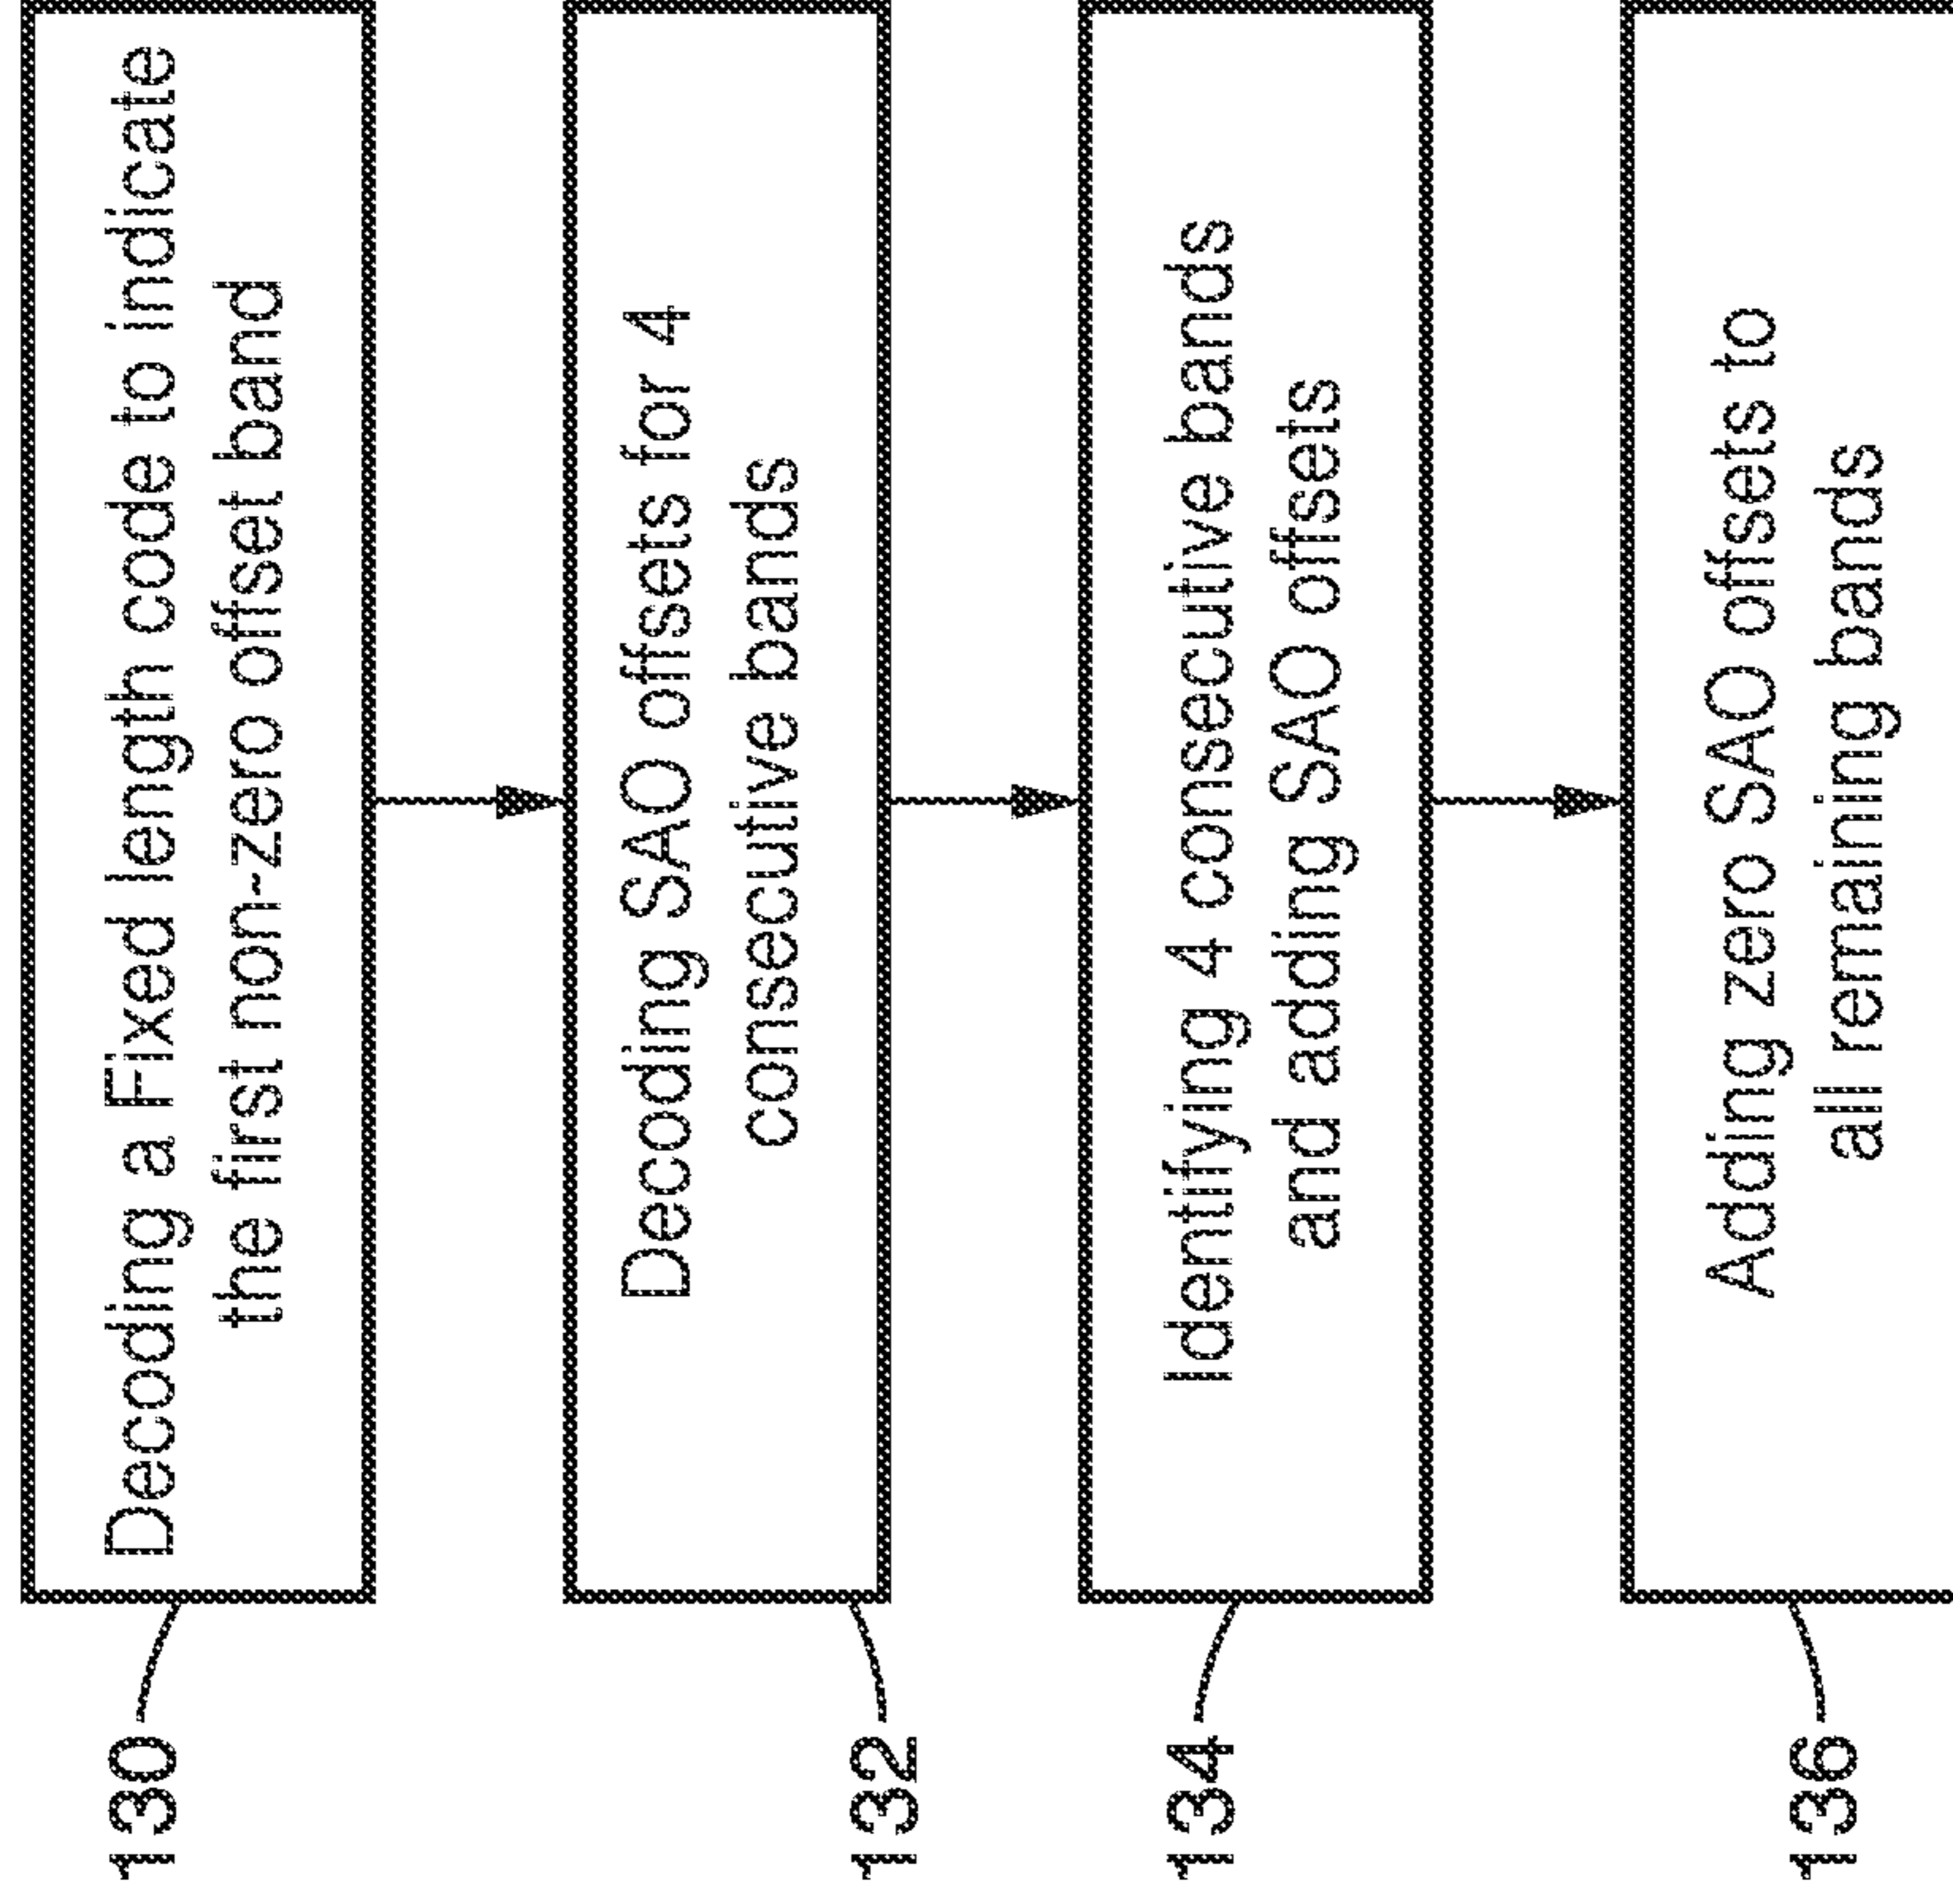 130
Decoding a Fixed length code to indicate
the first non-zero offset band
132
Decoding SAO offsets for 4
consecutive bands
134
Identifying 4 consecutive bands
and adding SAO offsets
136
Adding zero SAO offsets to
all remaining bands